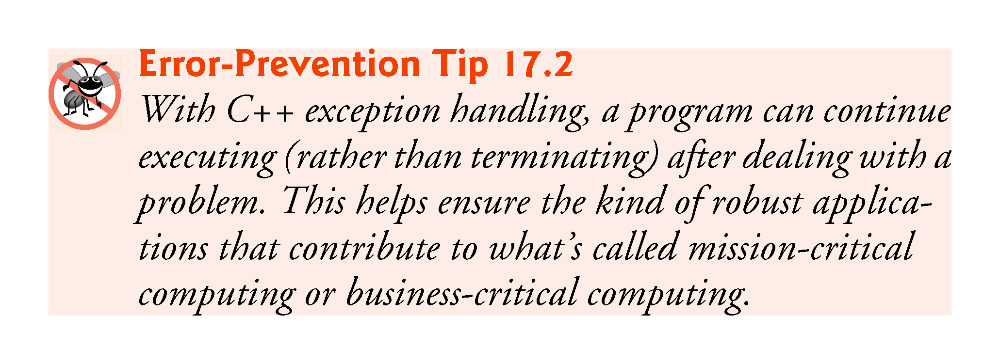 Error-Prevention Tip 17.2
With C++ exception handling, a program can continue
executing (rather than terminating) after dealing with a
problem. This helps ensure the kind of robust applica-
tions that contribute to what’s called mission-critical
computing or business-critical computing.